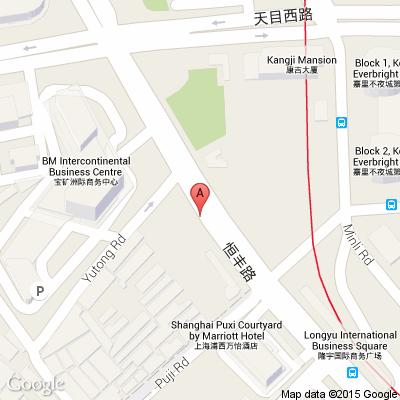 天目西路
Kangji Mansion
康吉大厦
Block 1, K
Everbright
嘉里不夜城第
BM Intercontinental
Business Centre
宝矿洲际商务中心
Block 2, K
Everbright
嘉里不夜城第
A
Yutong Rd
恒丰路
Minli Rd
P
Shanghai Puxi Courtyard
by Marriott Hotel
上海浦西万怡酒店
Longyu International
Business Square
隆宇国际商务广场
Puji Rd
Map data ©2015 Google